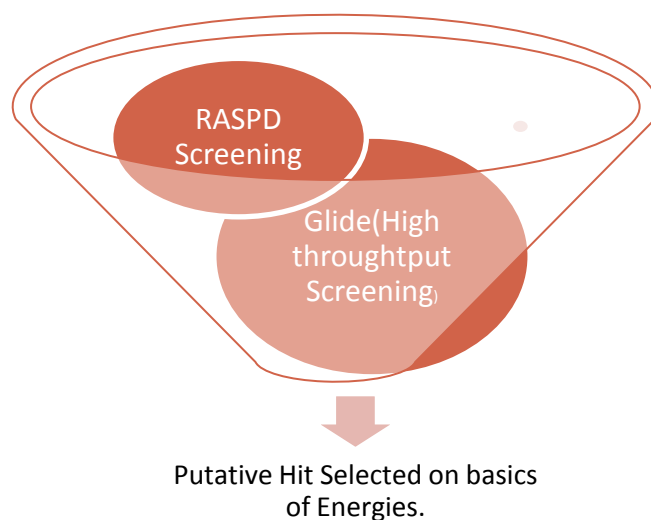 RASPD
Screening
Glide(High
throughtput
Screening)
Putative Hit Selected on basics
of Energies.